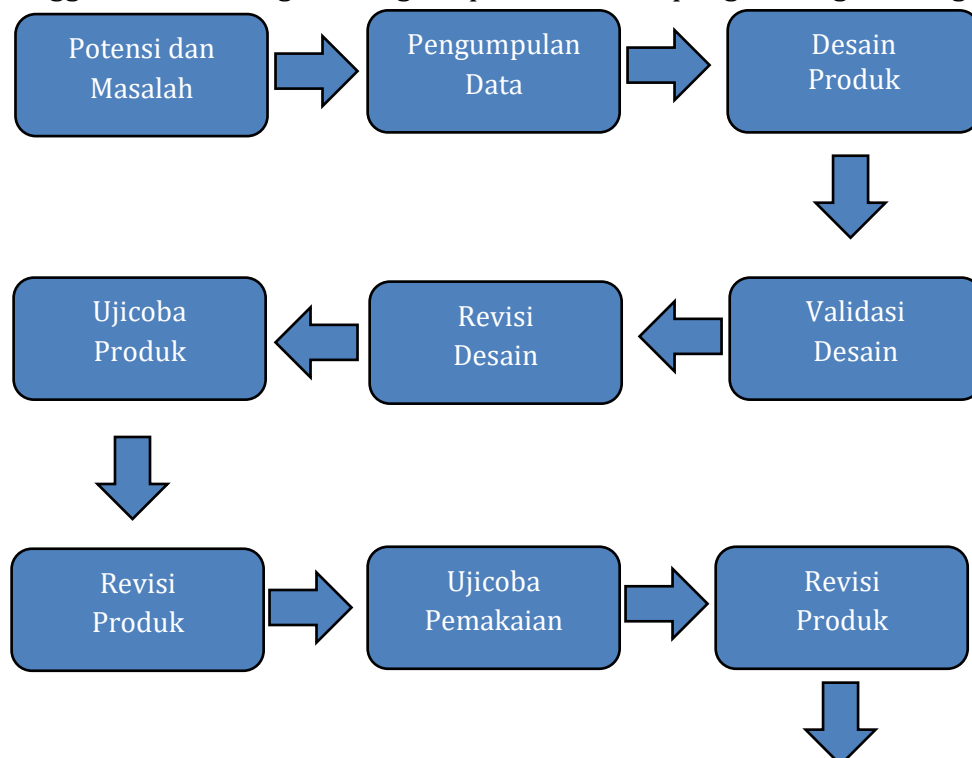 Potensi dan
Masalah
Pengumpulan
Data
Desain
Produk
Validasi
Desain
Revisi
Desain
Ujicoba
Produk
Revisi
Produk
Ujicoba
Pemakaian
Revisi
Produk